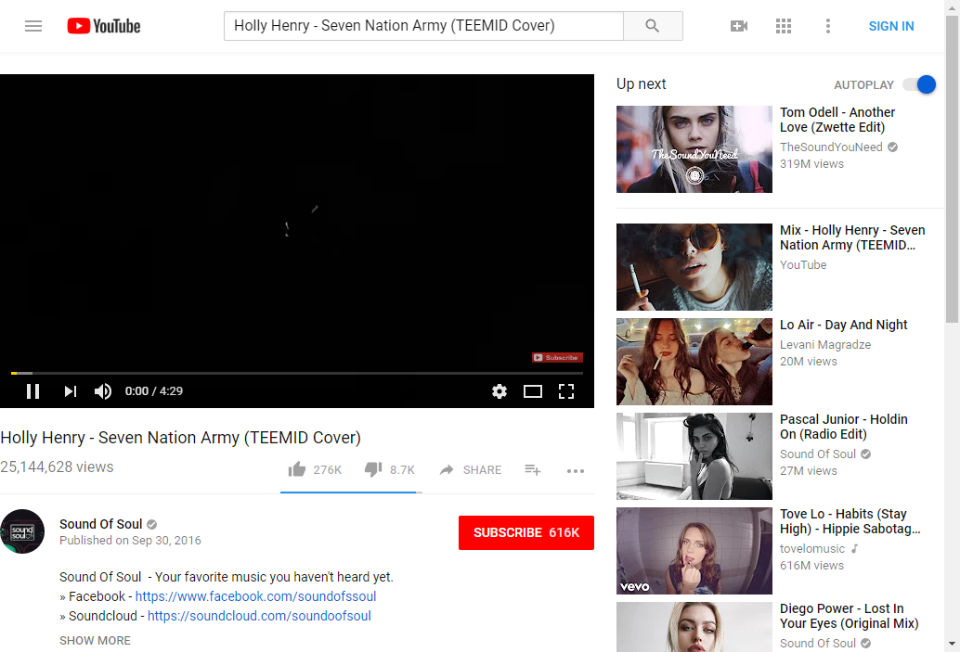 YouTube
Holly Henry - Seven Nation Army (TEEMID Cover)
SIGN IN
Subscribe
0:00 / 4:29
Holly Henry - Seven Nation Army (TEEMID Cover)
25,144,628 views
276K
8.7K
SHARE
sound
soul
Sound Of Soul
Published on Sep 30, 2016
SUBSCRIBE 616K
Sound Of Soul - Your favorite music you haven't heard yet.
» Facebook - https://www.facebook.com/soundofssoul
» Soundcloud - https://soundcloud.com/soundoofsoul
SHOW MORE
Up next
AUTOPLAY
TheSoundYouNeed
Tom Odell - Another
Love (Zwette Edit)
TheSoundYouNeed
319M views
Mix - Holly Henry - Seven
Nation Army (TEEMID...
YouTube
Lo Air - Day And Night
Levani Magradze
20M views
Pascal Junior - Holdin
On (Radio Edit)
Sound Of Soul
27M views
vevo
Tove Lo - Habits (Stay
High) - Hippie Sabotag...
tovelomusic
616M views
Diego Power - Lost In
Your Eyes (Original Mix)
Sound Of Soul